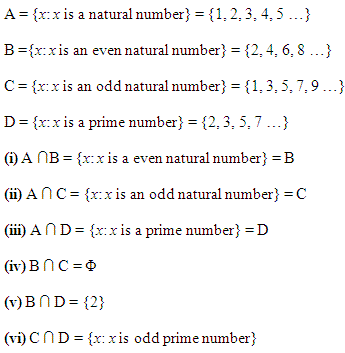 A = {x: x is a natural number} = {1, 2, 3, 4, 5 …}
B ={x: x is an even natural number} = {2, 4, 6, 8 …}
C = {x: x is an odd natural number} = {1, 3, 5, 7, 9 …}
D = {x: x is a prime number} = {2, 3, 5, 7 …}
(i) A ∩B = {x: x is a even natural number} = B
(ii) A ∩ C = {x: x is an odd natural number} = C
(iii) A ∩ D = {x: x is a prime number} = D
(iv) B ∩ C = Φ
(v) B ∩ D = {2}
(vi) C ∩ D = {x: x is odd prime number}